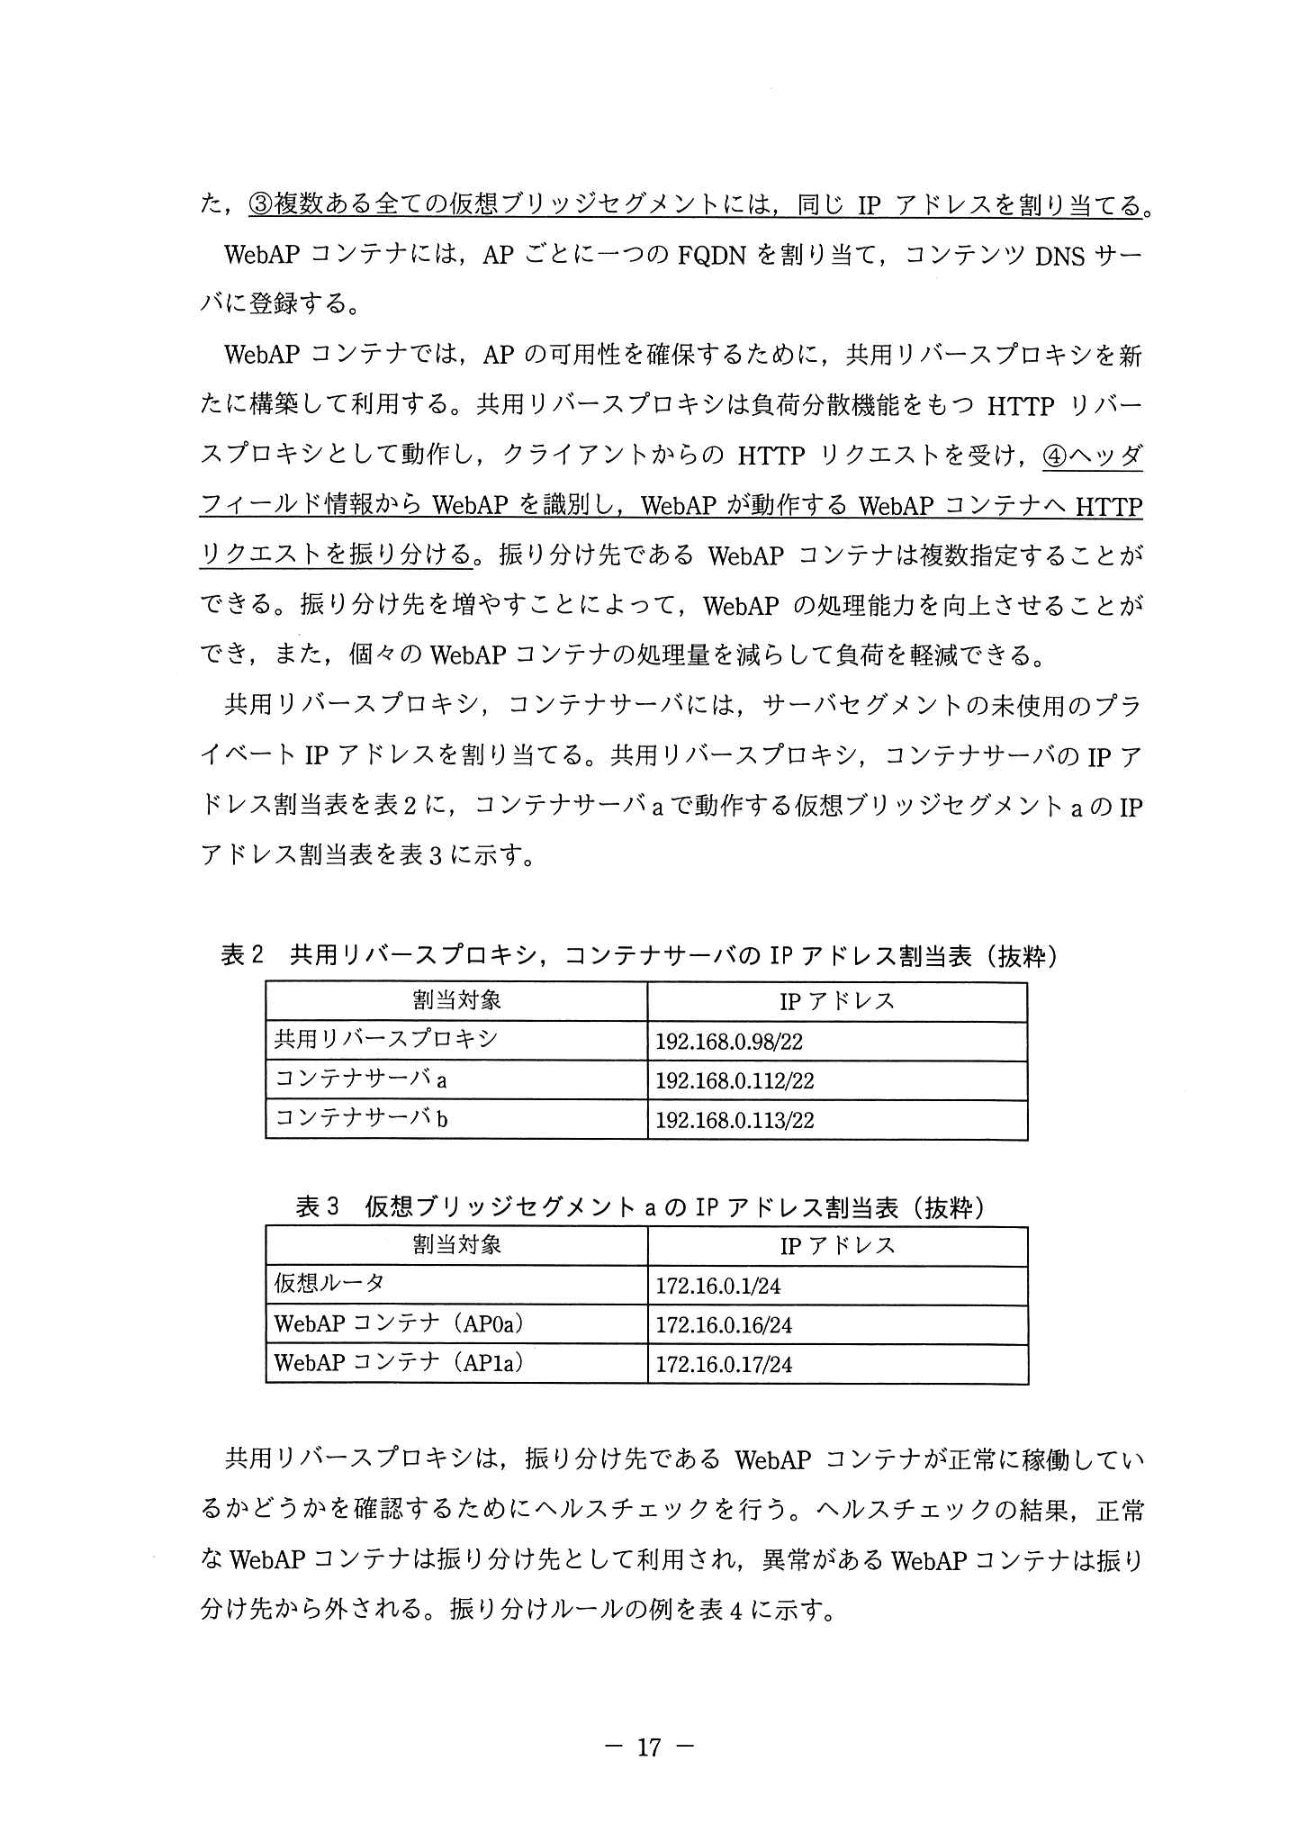 た，③複数ある全ての仮想ブリッジセグメントには，同じ IP アドレスを割り当てる。
WebAP コンテナには，AP ごとに一つの FQDN を割り当て，コンテンツ DNS サー
バに登録する。
WebAP コンテナでは，AP の可用性を確保するために，共用リバースプロキシを新
たに構築して利用する。共用リバースプロキシは負荷分散機能をもつ HTTP リバー
スプロキシとして動作し，クライアントからの HTTP リクエストを受け，④ヘッダ
フィールド情報から WebAP を識別し，WebAP が動作する WebAP コンテナへ HTTP
リクエストを振り分ける。振り分け先である WebAP コンテナは複数指定することが
できる。振り分け先を増やすことによって，WebAP の処理能力を向上させることが
でき，また，個々の WebAP コンテナの処理量を減らして負荷を軽減できる。
共用リバースプロキシ，コンテナサーバには，サーバセグメントの未使用のプラ
イベート IP アドレスを割り当てる。共用リバースプロキシ，コンテナサーバの IP ア
ドレス割当表を表 2 に，コンテナサーバ a で動作する仮想ブリッジセグメント a の IP
アドレス割当表を表 3 に示す。
表 2 共用リバースプロキシ，コンテナサーバの IP アドレス割当表（抜粋）
割当対象 IP アドレス
共用リバースプロキシ 192.168.0.98/22
コンテナサーバ a 192.168.0.112/22
コンテナサーバ b 192.168.0.113/22
表 3 仮想ブリッジセグメント a の IP アドレス割当表（抜粋）
割当対象 IP アドレス
仮想ルータ 172.16.0.1/24
WebAP コンテナ（AP0a） 172.16.0.16/24
WebAP コンテナ（AP1a） 172.16.0.17/24
共用リバースプロキシは，振り分け先である WebAP コンテナが正常に稼働してい
るかどうかを確認するためにヘルスチェックを行う。ヘルスチェックの結果，正常
な WebAP コンテナは振り分け先として利用され，異常がある WebAP コンテナは振り
分け先から外される。振り分けルールの例を表 4 に示す。
－ 17 －